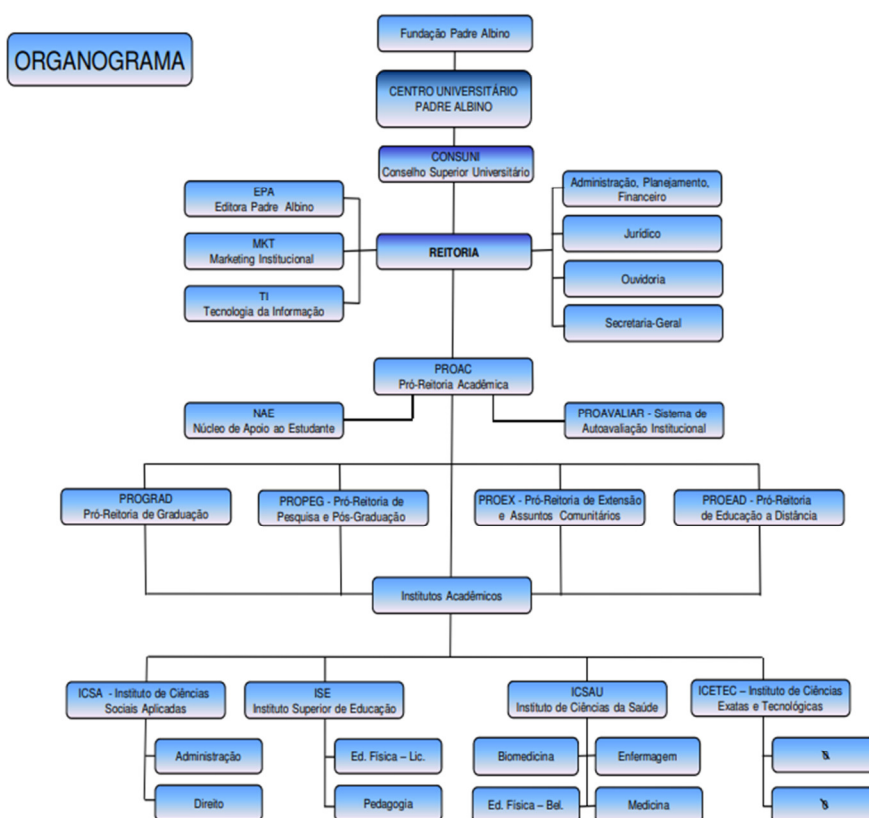 ORGANOGRAMA
Fundação Padre Albino
CENTRO UNIVERSITÁRIO
PADRE ALBINO
CONSUNI
Conselho Superior Universitário
EPA
Editora Padre Albino
Administração, Planejamento,
Financeiro
MKT
Marketing Institucional
REITORIA
Jurídico
TI
Tecnologia da Informação
Ouvidoria
Secretaria-Geral
PROAC
Pró-Reitoria Acadêmica
NAE
Núcleo de Apoio ao Estudante
PROAVALIAR - Sistema de
Autoavaliação Institucional
PROGRAD
Pró-Reitoria de Graduação
PROPEG - Pró-Reitoria de
Pesquisa e Pós-Graduação
PROEX - Pró-Reitoria de Extensão
e Assuntos Comunitários
PROEAD - Pró-Reitoria
de Educação a Distância
Institutos Acadêmicos
ICSA - Instituto de Ciências
Sociais Aplicadas
ISE
Instituto Superior de Educação
ICSAU
Instituto de Ciências da Saúde
ICETEC – Instituto de Ciências
Exatas e Tecnológicas
Administração
Ed. Física – Lic.
Biomedicina
Enfermagem
Direito
Pedagogia
Ed. Física – Bel.
Medicina